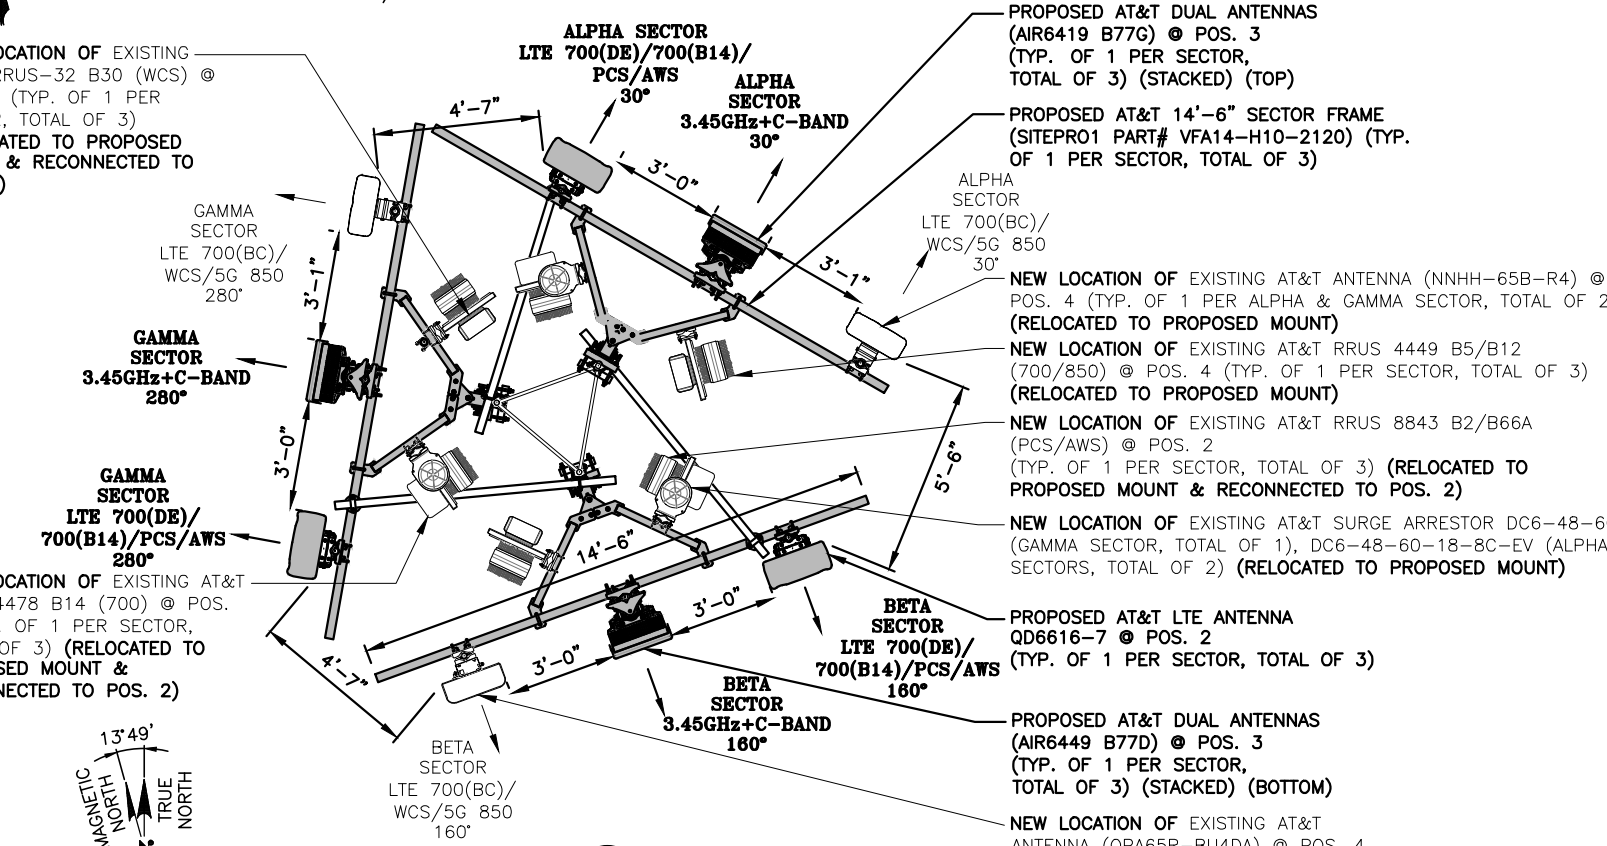 LOCATION OF EXISTING
RRUS-32 B30 (WCS) @
(TYP. OF 1 PER
, TOTAL OF 3)
ATED TO PROPOSED
& RECONNECTED TO
)
ALPHA SECTOR
LTE 700(DE)/700(B14)/
PCS/AWS
30°
ALPHA
SECTOR
3.45GHz+C-BAND
30°
PROPOSED AT&T DUAL ANTENNAS
(AIR6419 B77G) @ POS. 3
(TYP. OF 1 PER SECTOR,
TOTAL OF 3) (STACKED) (TOP)
PROPOSED AT&T 14'-6" SECTOR FRAME
(SITEPRO1 PART# VFA14-H10-2120) (TYP.
OF 1 PER SECTOR, TOTAL OF 3)
ALPHA
SECTOR
LTE 700(BC)/
WCS/5G 850
30°
GAMMA
SECTOR
LTE 700(BC)/
WCS/5G 850
280°
4'-7"
3'-0"
3'-1"
3'-1"
NEW LOCATION OF EXISTING AT&T ANTENNA (NNHH-65B-R4) @
POS. 4 (TYP. OF 1 PER ALPHA & GAMMA SECTOR, TOTAL OF 2
(RELOCATED TO PROPOSED MOUNT)
NEW LOCATION OF EXISTING AT&T RRUS 4449 B5/B12
(700/850) @ POS. 4 (TYP. OF 1 PER SECTOR, TOTAL OF 3)
(RELOCATED TO PROPOSED MOUNT)
GAMMA
SECTOR
3.45GHz+C-BAND
280°
NEW LOCATION OF EXISTING AT&T RRUS 8843 B2/B66A
(PCS/AWS) @ POS. 2
(TYP. OF 1 PER SECTOR, TOTAL OF 3) (RELOCATED TO
PROPOSED MOUNT & RECONNECTED TO POS. 2)
3'-0"
5'-6"
GAMMA
SECTOR
LTE 700(DE)/
700(B14)/PCS/AWS
280°
NEW LOCATION OF EXISTING AT&T SURGE ARRESTOR DC6-48-6
(GAMMA SECTOR, TOTAL OF 1), DC6-48-60-18-8C-EV (ALPHA
SECTORS, TOTAL OF 2) (RELOCATED TO PROPOSED MOUNT)
14'-6"
LOCATION OF EXISTING AT&T
4478 B14 (700) @ POS.
. OF 1 PER SECTOR,
OF 3) (RELOCATED TO
SED MOUNT &
NECTED TO POS. 2)
3'-0"
BETA
SECTOR
LTE 700(DE)/
700(B14)/PCS/AWS
160°
PROPOSED AT&T LTE ANTENNA
QD6616-7 @ POS. 2
(TYP. OF 1 PER SECTOR, TOTAL OF 3)
4'-7"
3'-0"
BETA
SECTOR
3.45GHz+C-BAND
160°
PROPOSED AT&T DUAL ANTENNAS
(AIR6449 B77D) @ POS. 3
(TYP. OF 1 PER SECTOR,
TOTAL OF 3) (STACKED) (BOTTOM)
BETA
SECTOR
LTE 700(BC)/
WCS/5G 850
160°
13°49'
MAGNETIC
NORTH
TRUE
NORTH
NEW LOCATION OF EXISTING AT&T